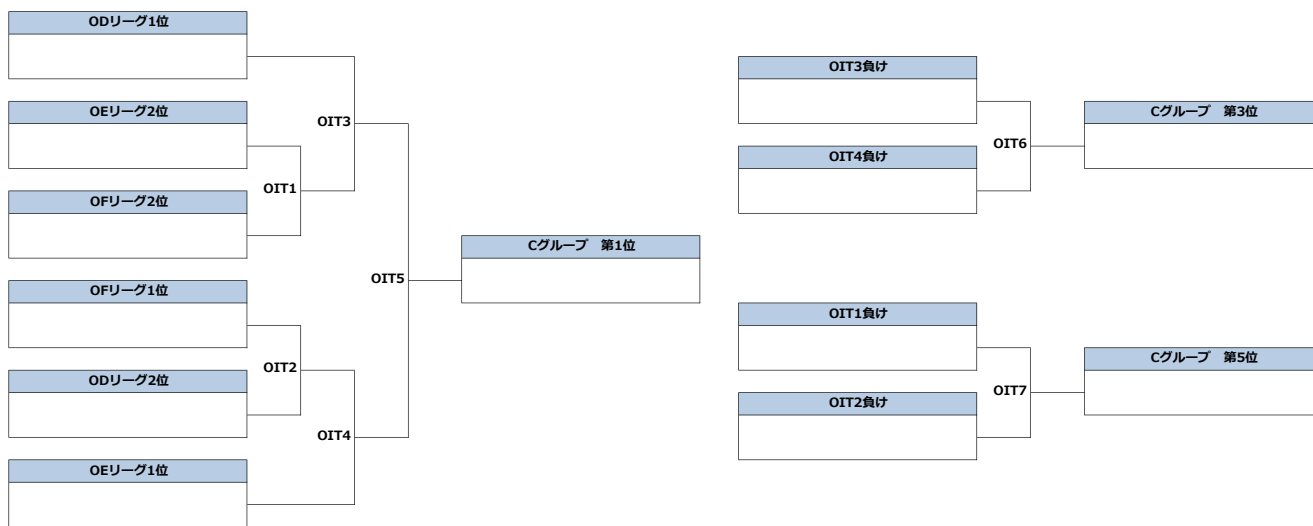 ODリーグ1位
OEリーグ2位
OIT3
OIT1
OFリーグ2位
Cグループ　第1位
OIT5
OFリーグ1位
OIT2
ODリーグ2位
OIT4
OEリーグ1位
OIT3負け
Cグループ　第3位
OIT6
OIT4負け
OIT1負け
Cグループ　第5位
OIT7
OIT2負け